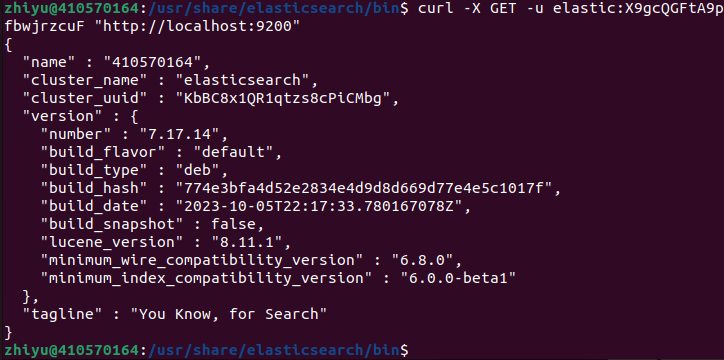 zhiyu@410570164:/usr/share/elasticsearch/bin$ curl -X GET -u elastic:X9gcQGFtA9p
fbwjrzcuF "http://localhost:9200"
{
  "name" : "410570164",
  "cluster_name" : "elasticsearch",
  "cluster_uuid" : "KbBC8x1QR1qtzs8cPiCMbg",
  "version" : {
    "number" : "7.17.14",
    "build_flavor" : "default",
    "build_type" : "deb",
    "build_hash" : "774e3bfa4d52e2834e4d9d8d669d77e4e5c1017f",
    "build_date" : "2023-10-05T22:17:33.780167078Z",
    "build_snapshot" : false,
    "lucene_version" : "8.11.1",
    "minimum_wire_compatibility_version" : "6.8.0",
    "minimum_index_compatibility_version" : "6.0.0-beta1"
  },
  "tagline" : "You Know, for Search"
}
zhiyu@410570164:/usr/share/elasticsearch/bin$